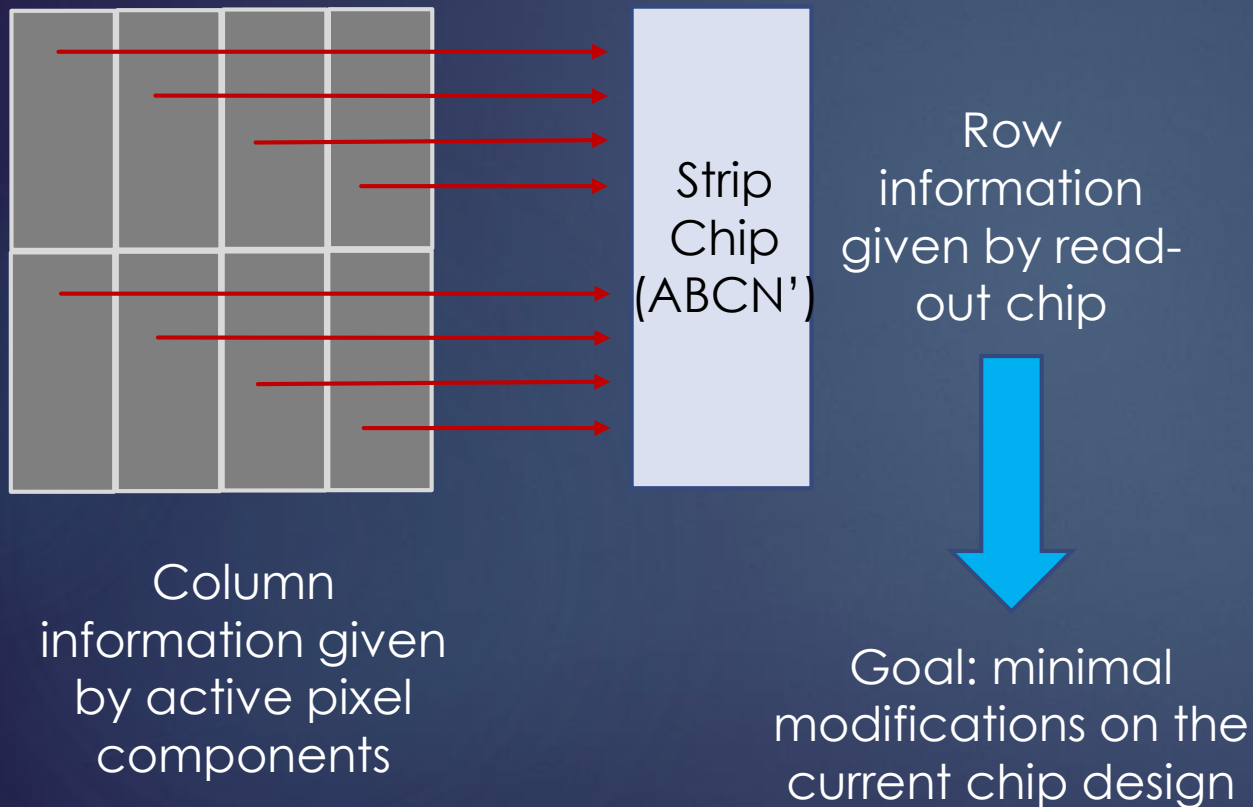 Strip
Chip
(ABCN’)
Row
information
given by read-
out chip
Column
information given
by active pixel
components
Goal: minimal
modifications on the
current chip design